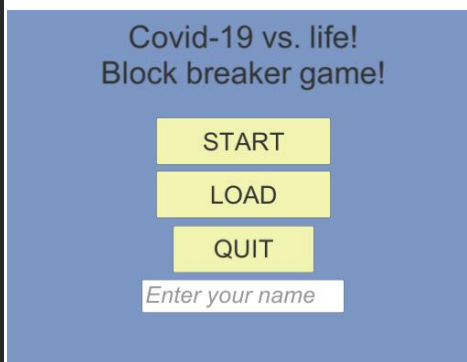 Covid-19 vs. life!
Block breaker game!
START
LOAD
QUIT
Enter your name